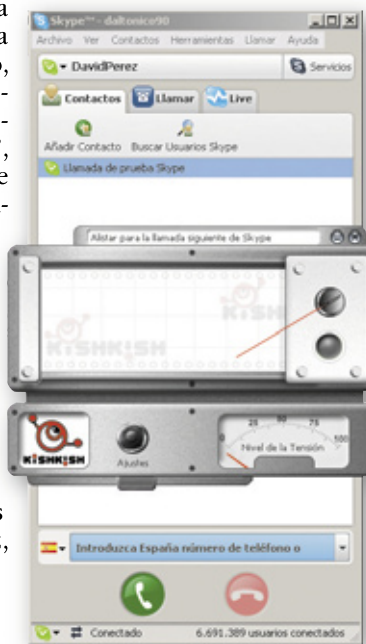 Skype™ - daltonico90
Archivo Ver Contactos Herramientas Llamar Ayuda
DavidPerez Servicios
Contactos Llamar Live
Añadir Contacto Buscar Usuarios Skype
Llamada de prueba Skype
Alistar para la llamada siguiente de Skype
KiSHKiSH KiSHKiSH
0 25 50 75 100
KiSHKiSH Ajustes Nivel de la Tensión
Introduzca España número de teléfono o
Conectado 6.691.389 usuarios conectados